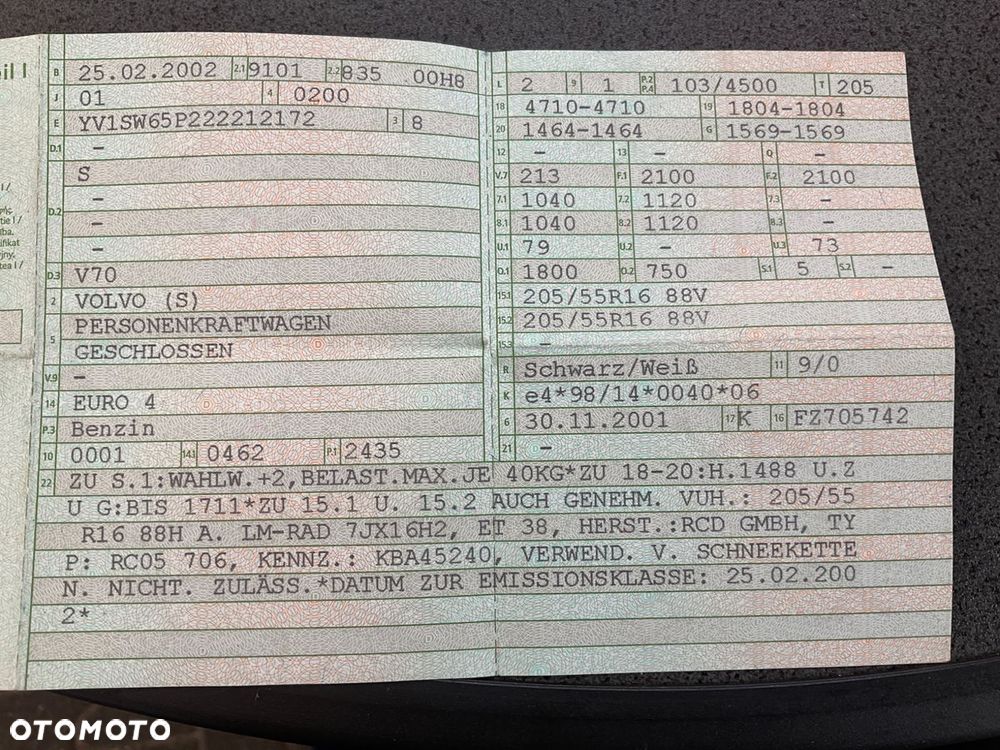 il I
B 25.02.2002 2.1 9101 2.2 835 00H8
J 01 4 0200
E YV1SW65P222212172 3 8
D.1 –
S
D.2 –
–
–
D.3 V70
2 VOLVO (S)
5 PERSONENKRAFTWAGEN
GESCHLOSSEN
V.9 –
14 EURO 4
P.3 Benzin
10 0001 14.1 0462 P.1 2435
L 2 9 1 P.2 P.4 103/4500 T 205
18 4710-4710 19 1804-1804
20 1464-1464 G 1569-1569
12 – 13 – Q –
V.7 213 F.1 2100 F.2 2100
7.1 1040 7.2 1120 7.3 –
8.1 1040 8.2 1120 8.3 –
U.1 79 U.2 – U.3 73
O.1 1800 O.2 750 S.1 5 S.2 –
15.1 205/55R16 88V
15.2 205/55R16 88V
15.3 –
R Schwarz/Weiß 11 9/0
K e4*98/14*0040*06
6 30.11.2001 17 K 16 FZ705742
21 –
22 ZU S.1:WAHLW.+2,BELAST.MAX.JE 40KG*ZU 18-20:H.1488 U.Z
U G:BIS 1711*ZU 15.1 U. 15.2 AUCH GENEHM. VUH.: 205/55
R16 88H A. LM-RAD 7JX16H2, ET 38, HERST.:RCD GMBH, TY
P: RC05 706, KENNZ.: KBA45240, VERWEND. V. SCHNEEKETTE
N. NICHT. ZULÄSS.*DATUM ZUR EMISSIONSKLASSE: 25.02.200
2*
OTOMOTO